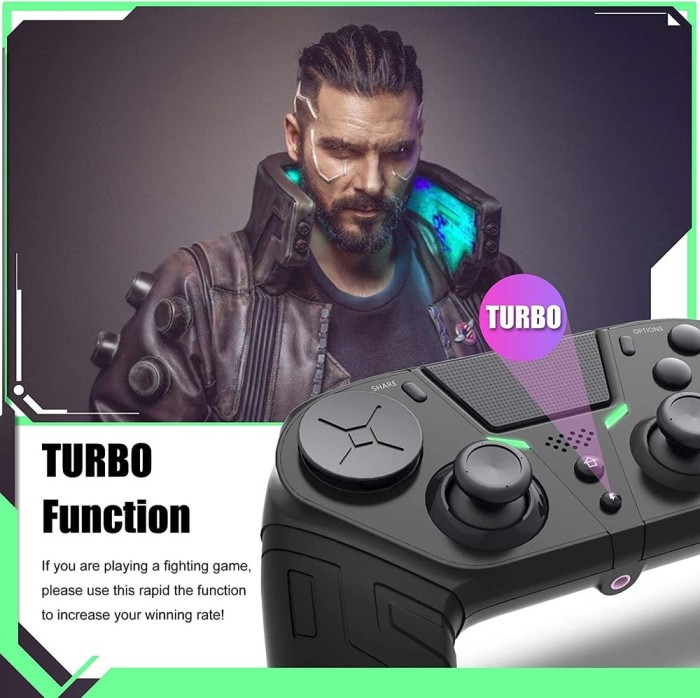 TURBO
OPTIONS
SHARE
TURBO
Function
If you are playing a fighting game,
please use this rapid the function
to increase your winning rate!